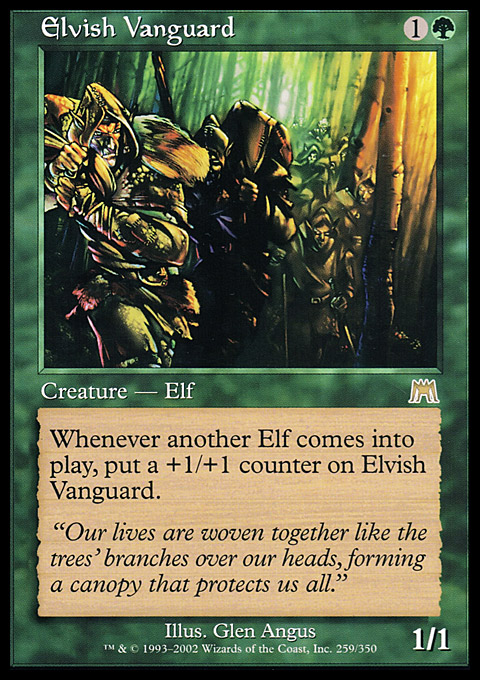 Elvish Vanguard 1
Creature — Elf
Whenever another Elf comes into
play, put a +1/+1 counter on Elvish
Vanguard.
“Our lives are woven together like the
trees’ branches over our heads, forming
a canopy that protects us all.”
Illus. Glen Angus
™ & © 1993–2002 Wizards of the Coast, Inc. 259/350
1/1